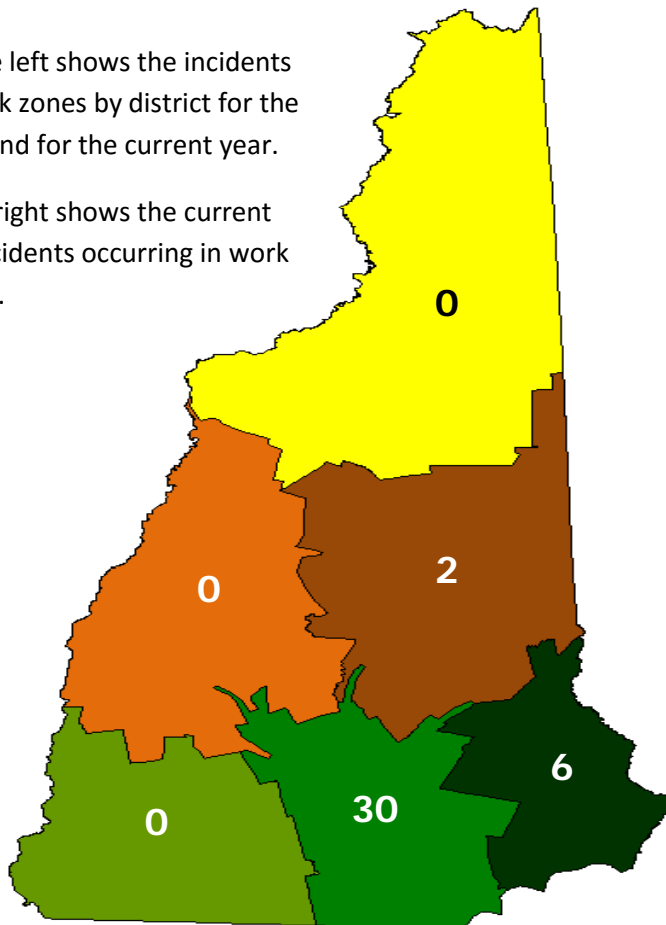 e left shows the incidents
k zones by district for the
nd for the current year.
right shows the current
cidents occurring in work
.
0
2
0
6
30
0